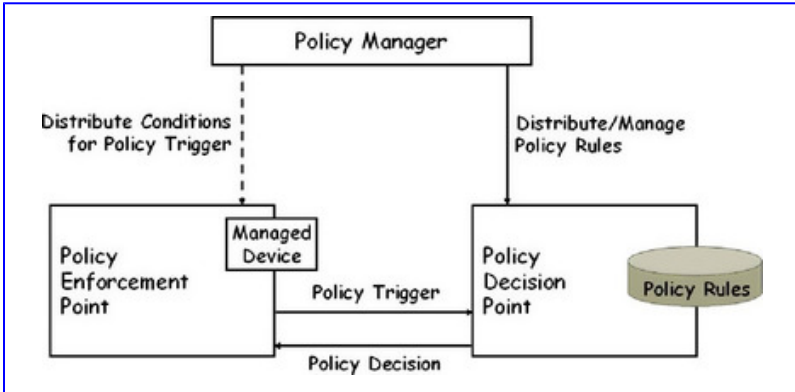 Policy Manager
Distribute Conditions
for Policy Trigger
Distribute/Manage
Policy Rules
Managed
Device
Policy
Enforcement
Point
Policy
Decision
Point
Policy Rules
Policy Trigger
Policy Decision